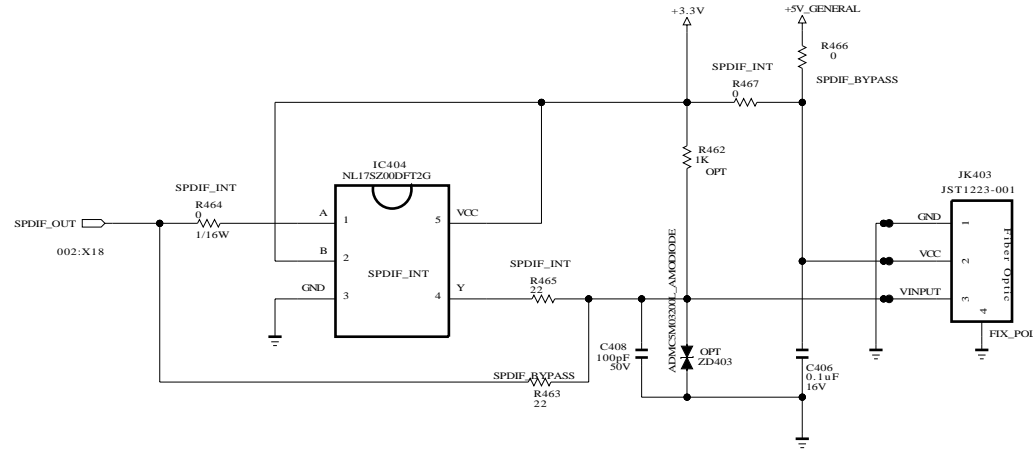 +3.3V
+5V_GENERAL
R466
0
SPDIF_BYPASS
SPDIF_INT
R467
0
R462
1K
OPT
IC404
NL17SZ00DFT2G
SPDIF_INT
R464
0
1/16W
SPDIF_OUT
002:X18
A
1
B
2
GND
3
5
VCC
4
Y
SPDIF_INT
SPDIF_INT
R465
22
SPDIF_BYPASS
R463
22
C408
100pF
50V
ADMC5M03200L_AMODIODE
OPT
ZD403
C406
0.1uF
16V
JK403
JST1223-001
GND
1
VCC
2
VINPUT
3
4
Fiber Optic